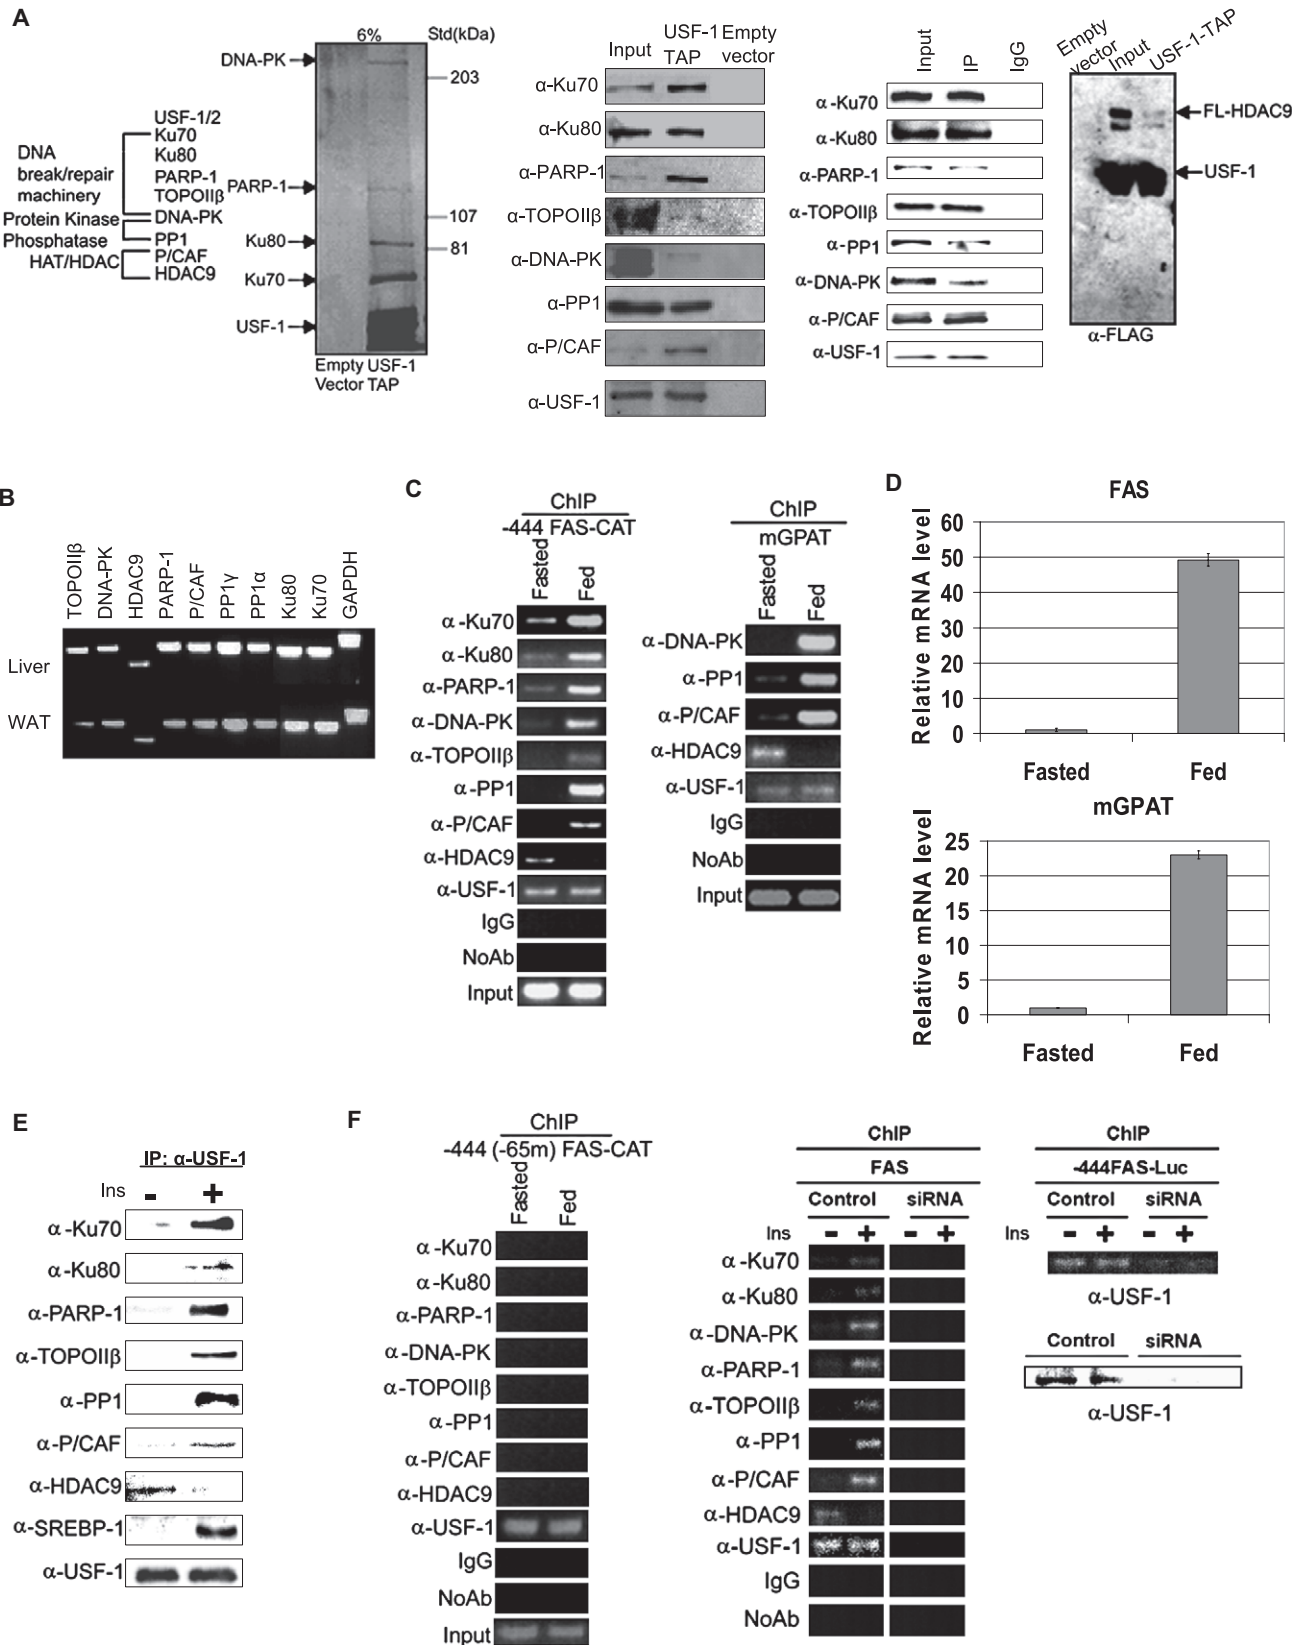 A
6%
Std(kDa)
DNA-PK
203
USF-1/2
Ku70
Ku80
PARP-1
TOPOIIβ
DNA-PK
PP1
P/CAF
HDAC9
DNA
break/repair
machinery
Protein Kinase
Phosphatase
HAT/HDAC
PARP-1
107
Ku80
81
Ku70
USF-1
Empty USF-1
Vector TAP
Input USF-1 TAP Empty vector
α-Ku70
α-Ku80
α-PARP-1
α-TOPOIIβ
α-DNA-PK
α-PP1
α-P/CAF
α-USF-1
Input IP IgG
α-Ku70
α-Ku80
α-PARP-1
α-TOPOIIβ
α-PP1
α-DNA-PK
α-P/CAF
α-USF-1
Empty vector Input USF-1-TAP
FL-HDAC9
USF-1
α-FLAG
B
TOPOIIβ DNA-PK HDAC9 PARP-1 P/CAF PP1γ PP1α Ku80 Ku70 GAPDH
Liver
WAT
C
ChIP
-444 FAS-CAT
Fasted Fed
α-Ku70
α-Ku80
α-PARP-1
α-DNA-PK
α-TOPOIIβ
α-PP1
α-P/CAF
α-HDAC9
α-USF-1
IgG
NoAb
Input
ChIP
mGPAT
Fasted Fed
α-DNA-PK
α-PP1
α-P/CAF
α-HDAC9
α-USF-1
IgG
NoAb
Input
D
FAS
Relative mRNA level
60
50
40
30
20
10
0
Fasted Fed
mGPAT
Relative mRNA level
25
20
15
10
5
0
Fasted Fed
E
IP: α-USF-1
Ins - +
α-Ku70
α-Ku80
α-PARP-1
α-TOPOIIβ
α-PP1
α-P/CAF
α-HDAC9
α-SREBP-1
α-USF-1
F
ChIP
-444 (-65m) FAS-CAT
Fasted Fed
α-Ku70
α-Ku80
α-PARP-1
α-DNA-PK
α-TOPOIIβ
α-PP1
α-P/CAF
α-HDAC9
α-USF-1
IgG
NoAb
Input
ChIP
FAS
Control siRNA
Ins - + - +
α-Ku70
α-Ku80
α-DNA-PK
α-PARP-1
α-TOPOIIβ
α-PP1
α-P/CAF
α-HDAC9
α-USF-1
IgG
NoAb
ChIP
-444FAS-Luc
Control siRNA
Ins - + - +
α-USF-1
Control siRNA
α-USF-1